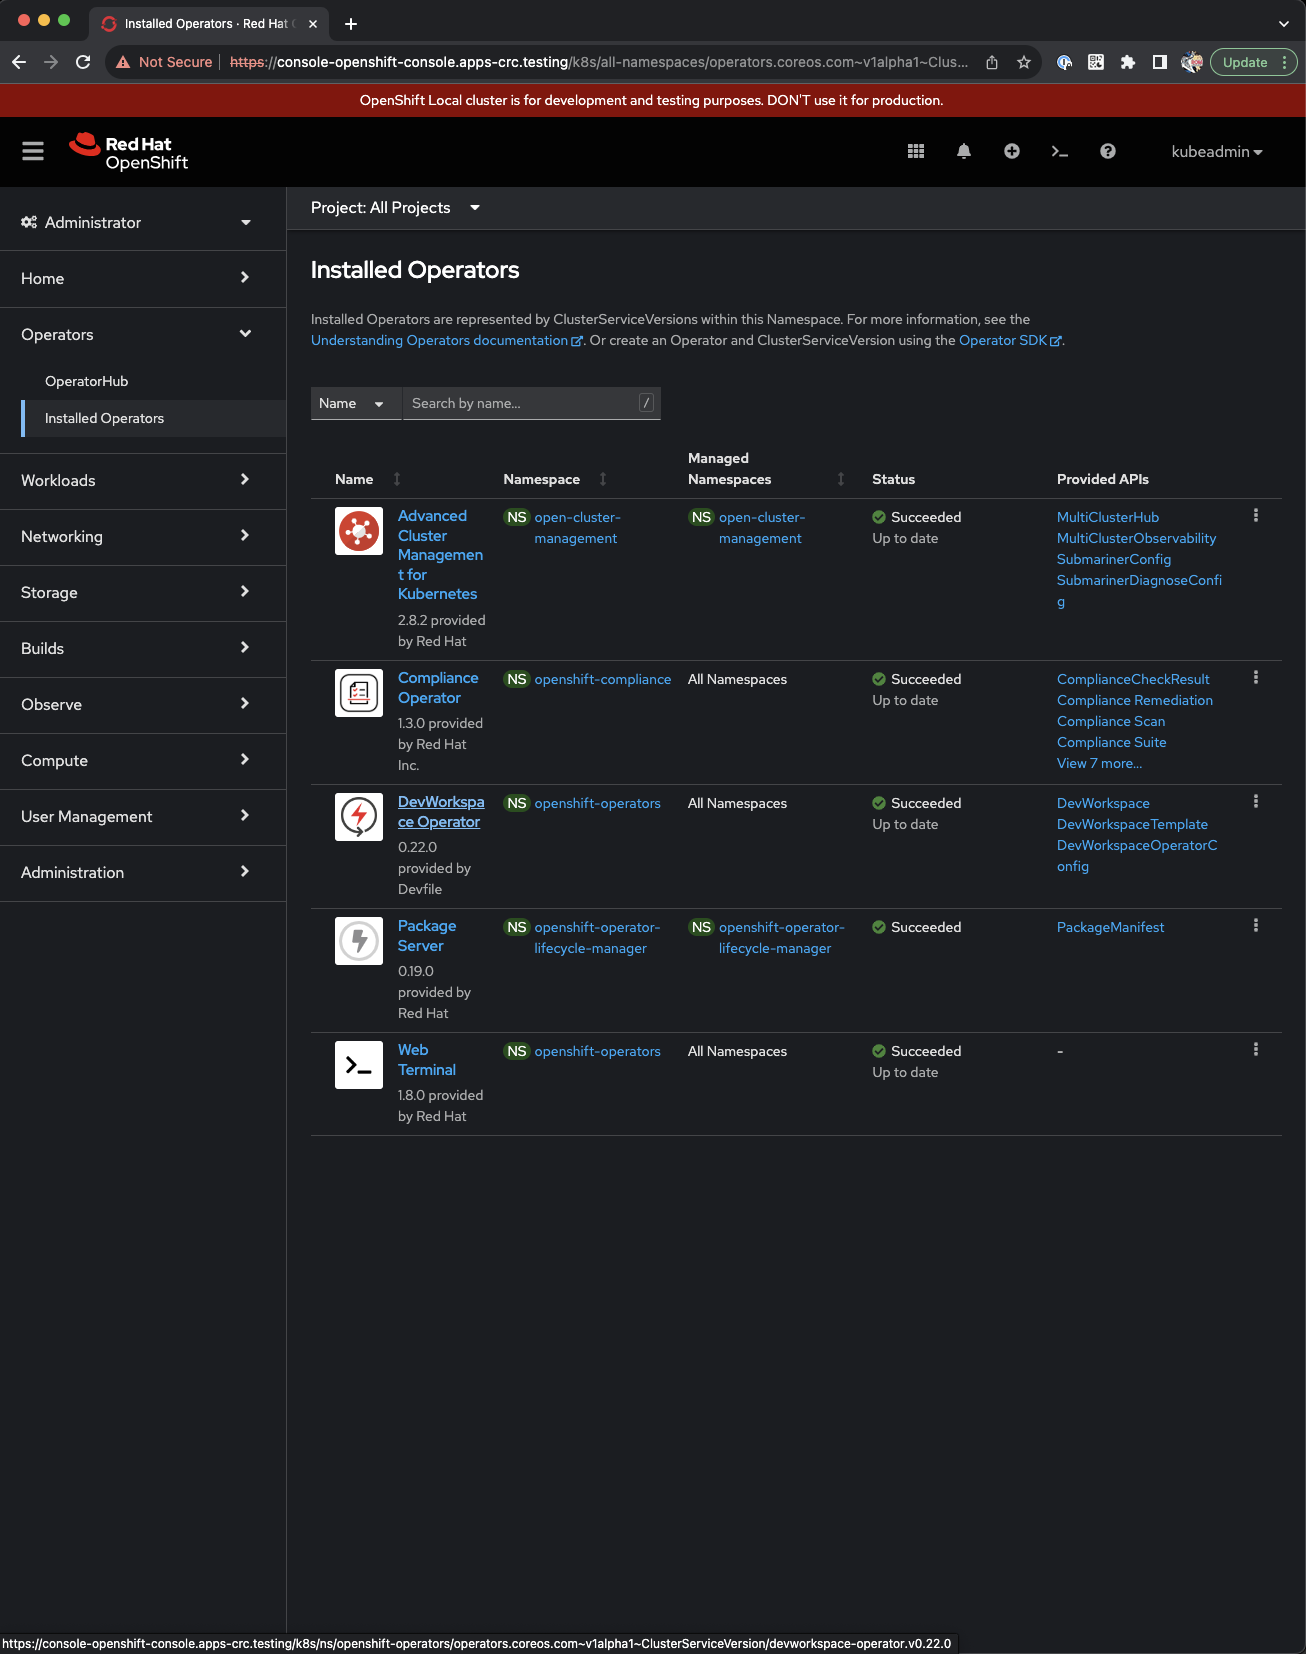 Installed Operators · Red Hat
Not Secure
https://console-openshift-console.apps-crc.testing/k8s/all-namespaces/operators.coreos.com~v1alpha1~Clus...
Update
OpenShift Local cluster is for development and testing purposes. DON'T use it for production.
Red Hat
OpenShift
kubeadmin
Administrator
Home
Operators
OperatorHub
Installed Operators
Workloads
Networking
Storage
Builds
Observe
Compute
User Management
Administration
Project: All Projects
Installed Operators
Installed Operators are represented by ClusterServiceVersions within this Namespace. For more information, see the
Understanding Operators documentation. Or create an Operator and ClusterServiceVersion using the Operator SDK.
Name
Search by name...
/
Name
Namespace
Managed
Namespaces
Status
Provided APIs
Advanced
Cluster
Managemen
t for
Kubernetes
2.8.2 provided
by Red Hat
NS open-cluster-
management
NS open-cluster-
management
Succeeded
Up to date
MultiClusterHub
MultiClusterObservability
SubmarinerConfig
SubmarinerDiagnoseConfi
g
Compliance
Operator
1.3.0 provided
by Red Hat
Inc.
NS openshift-compliance
All Namespaces
Succeeded
Up to date
ComplianceCheckResult
Compliance Remediation
Compliance Scan
Compliance Suite
View 7 more...
DevWorkspa
ce Operator
0.22.0
provided by
Devfile
NS openshift-operators
All Namespaces
Succeeded
Up to date
DevWorkspace
DevWorkspaceTemplate
DevWorkspaceOperatorC
onfig
Package
Server
0.19.0
provided by
Red Hat
NS openshift-operator-
lifecycle-manager
NS openshift-operator-
lifecycle-manager
Succeeded
PackageManifest
Web
Terminal
1.8.0 provided
by Red Hat
NS openshift-operators
All Namespaces
Succeeded
Up to date
-
https://console-openshift-console.apps-crc.testing/k8s/ns/openshift-operators/operators.coreos.com~v1alpha1~ClusterServiceVersion/devworkspace-operator.v0.22.0